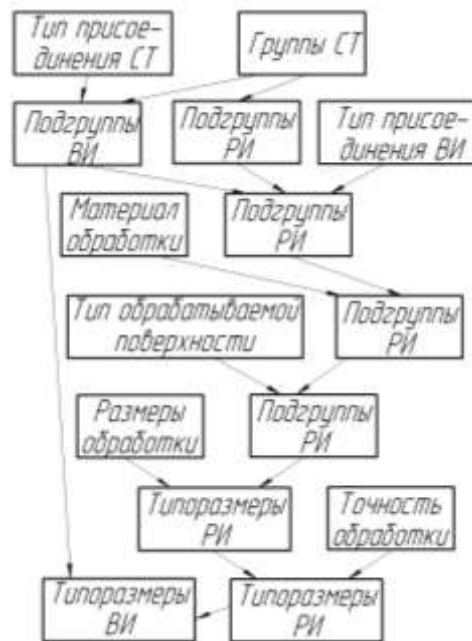 Тип присое-
динения СТ
Группы СТ
Подгруппы
ВИ
Подгруппы
РИ
Тип присое-
динения ВИ
Материал
обработки
Подгруппы
РИ
Тип обрабатываемой
поверхности
Подгруппы
РИ
Размеры
обработки
Подгруппы
РИ
Типоразмеры
РИ
Точность
обработки
Типоразмеры
ВИ
Типоразмеры
РИ